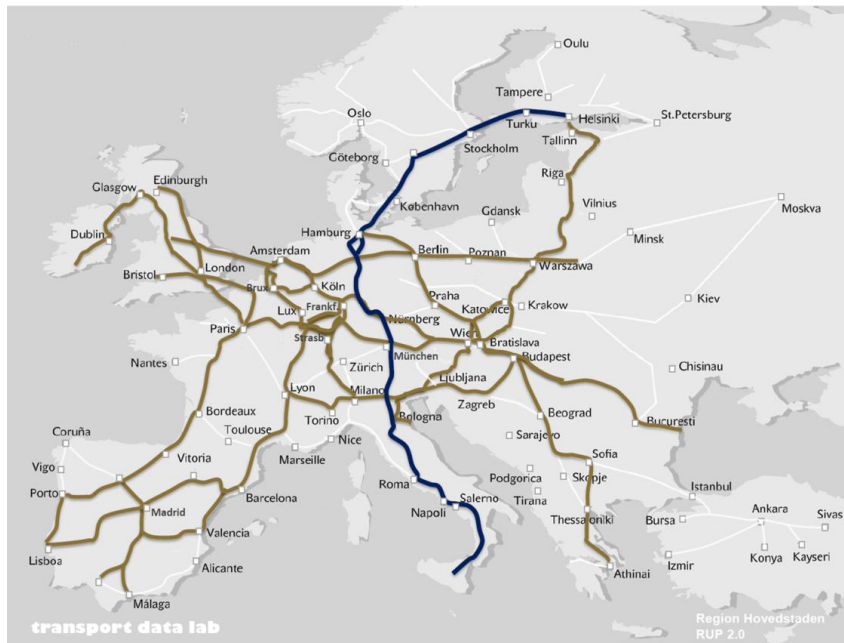 Oulu
Tampere
Oslo
Turku
Helsinki
St.Petersburg
Stockholm
Tallinn
Göteborg
Riga
Edinburgh
Glasgow
Vilnius
Moskva
København
Gdansk
Dublin
Hamburg
Minsk
Amsterdam
Berlin
Poznan
Warszawa
London
Bristol
Brux
Köln
Praha
Katowice
Krakow
Kiev
Lux
Frankf.
Nürnberg
Paris
Wien
Bratislava
Strasb
München
Budapest
Nantes
Zürich
Chisinau
Ljubljana
Lyon
Milano
Zagreb
Bordeaux
Torino
Bologna
Beograd
Bucuresti
Coruña
Toulouse
Nice
Sarajevo
Marseille
Vitoria
Sofia
Vigo
Podgorica
Skopje
Istanbul
Porto
Barcelona
Roma
Salerno
Tirana
Madrid
Napoli
Thessaloniki
Bursa
Ankara
Sivas
Valencia
Lisboa
Alicante
Konya
Kayseri
Izmir
Athinai
Málaga
transport data lab
Region Hovedstaden
RUP 2.0